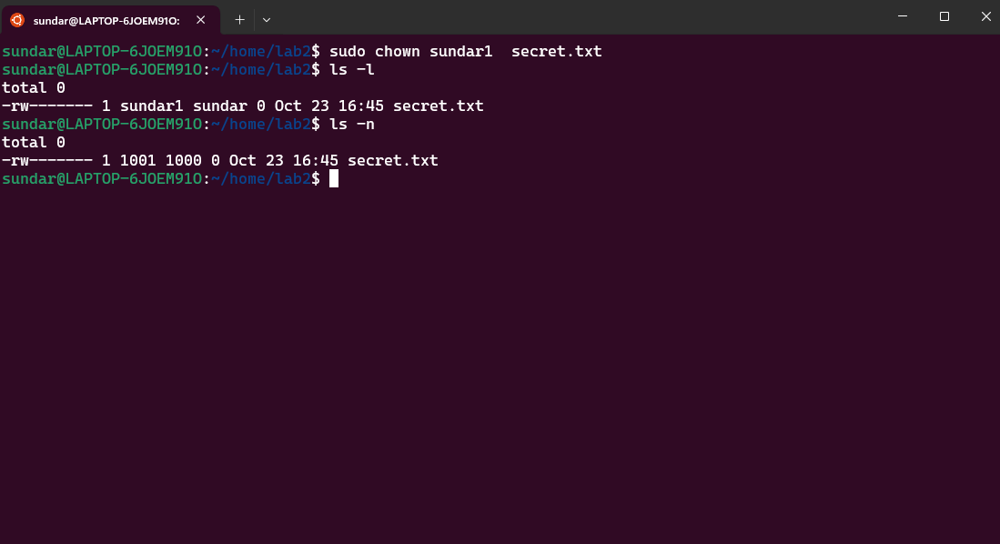 sundar@LAPTOP-6JOEM91O:
sundar@LAPTOP-6JOEM91O:~/home/lab2$ sudo chown sundar1  secret.txt
sundar@LAPTOP-6JOEM91O:~/home/lab2$ ls -l
total 0
-rw------- 1 sundar1 sundar 0 Oct 23 16:45 secret.txt
sundar@LAPTOP-6JOEM91O:~/home/lab2$ ls -n
total 0
-rw------- 1 1001 1000 0 Oct 23 16:45 secret.txt
sundar@LAPTOP-6JOEM91O:~/home/lab2$